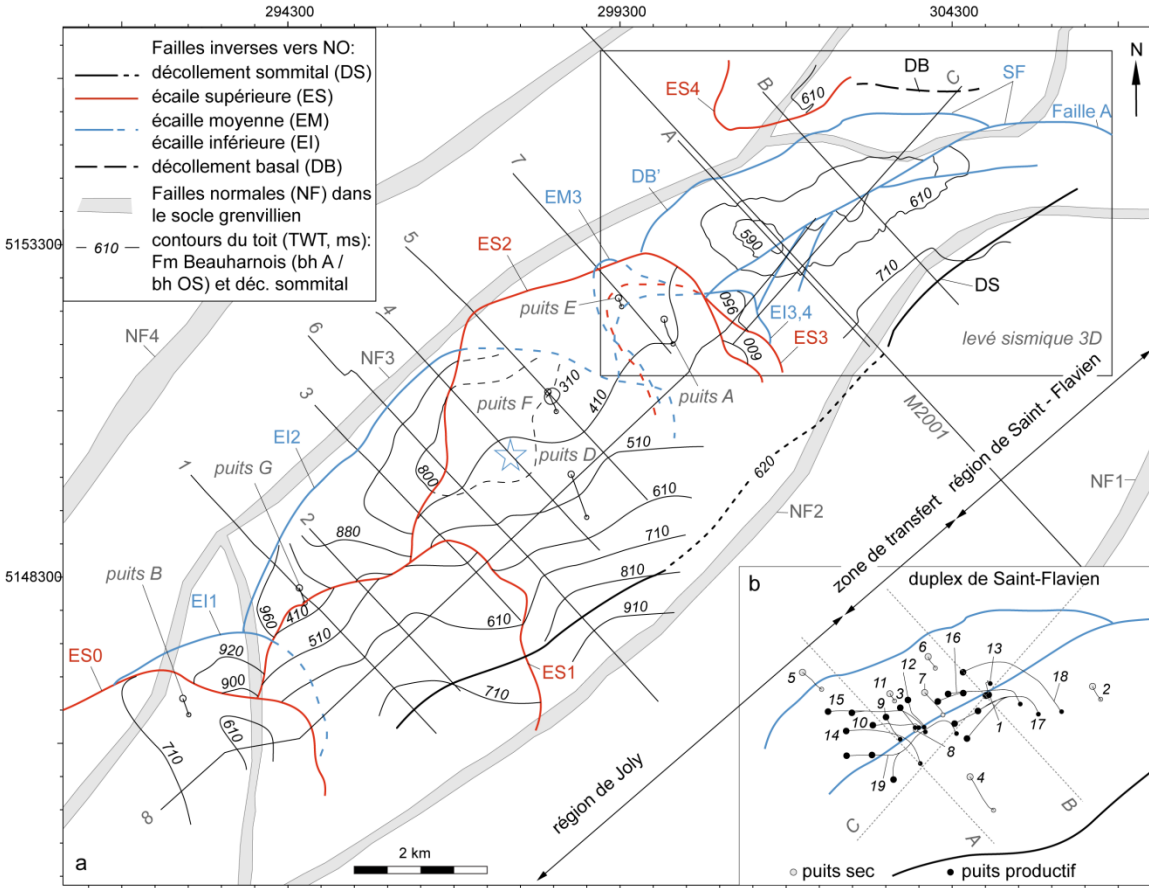 294300
299300
304300
5153300
5148300
Failles inverses vers NO:
décollement sommital (DS)
écaile supérieure (ES)
écaille moyenne (EM)
écaille inférieure (EI)
décollement basal (DB)
Failles normales (NF) dans
le socle grenvillien
610
contours du toit (TWT, ms):
Fm Beauharnois (bh A /
bh OS) et déc. sommital
N
ES4
610
DB
C
SF
Faille A
B
A
7
DB'
610
EM3
590
5
ES2
710
DS
puits E
950
EI3,4
ES3
600
levé sismique 3D
NF4
6
4
NF3
310
410
puits A
M2001
3
puits F
EI2
800
puits D
510
620
région de Saint - Flavien
1
puits G
610
NF1
2
880
710
NF2
zone de transfert
puits B
810
EI1
960
410
910
510
610
ES0
920
ES1
900
710
610
710
région de Joly
8
a
2 km
b
duplex de Saint-Flavien
16
13
6
12
7
18
5
11
3
2
15
9
10
17
1
14
8
4
19
B
C
A
puits sec
puits productif